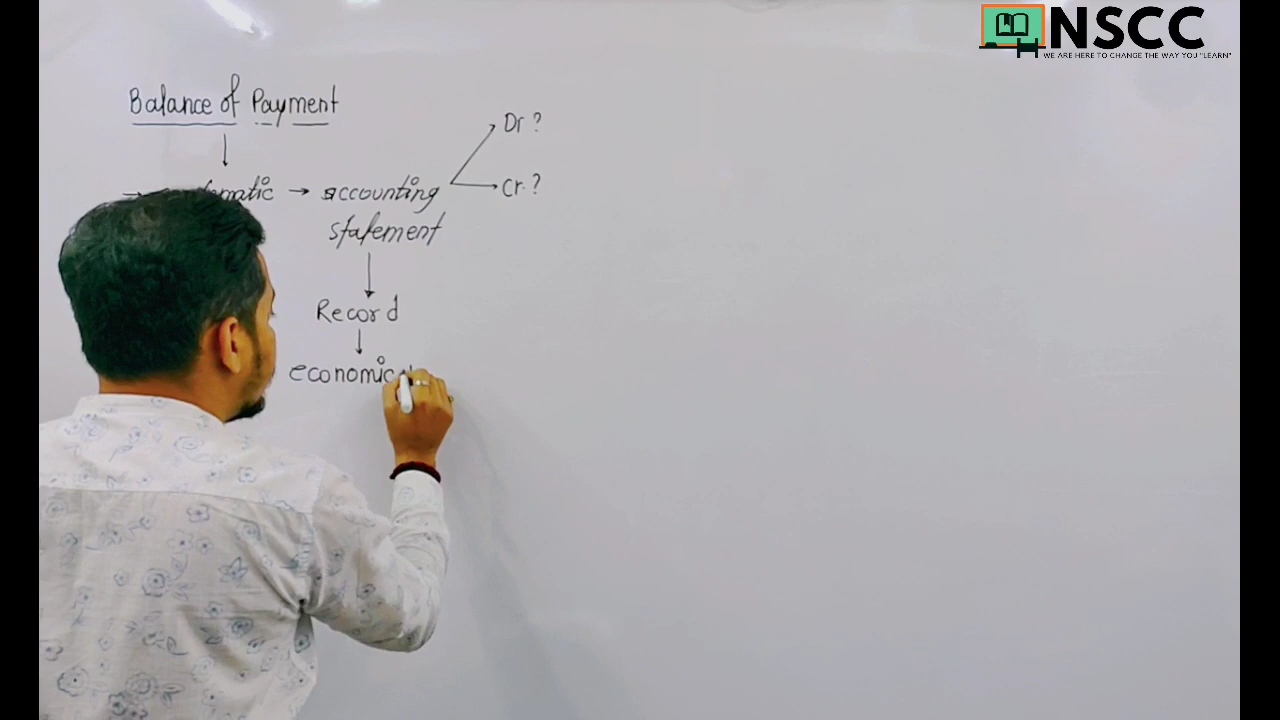 NSCC
WE ARE HERE TO CHANGE THE WAY YOU "LEARN"
Balance of Payment
Dr ?
→ accounting
Cr. ?
statement
Record
economic